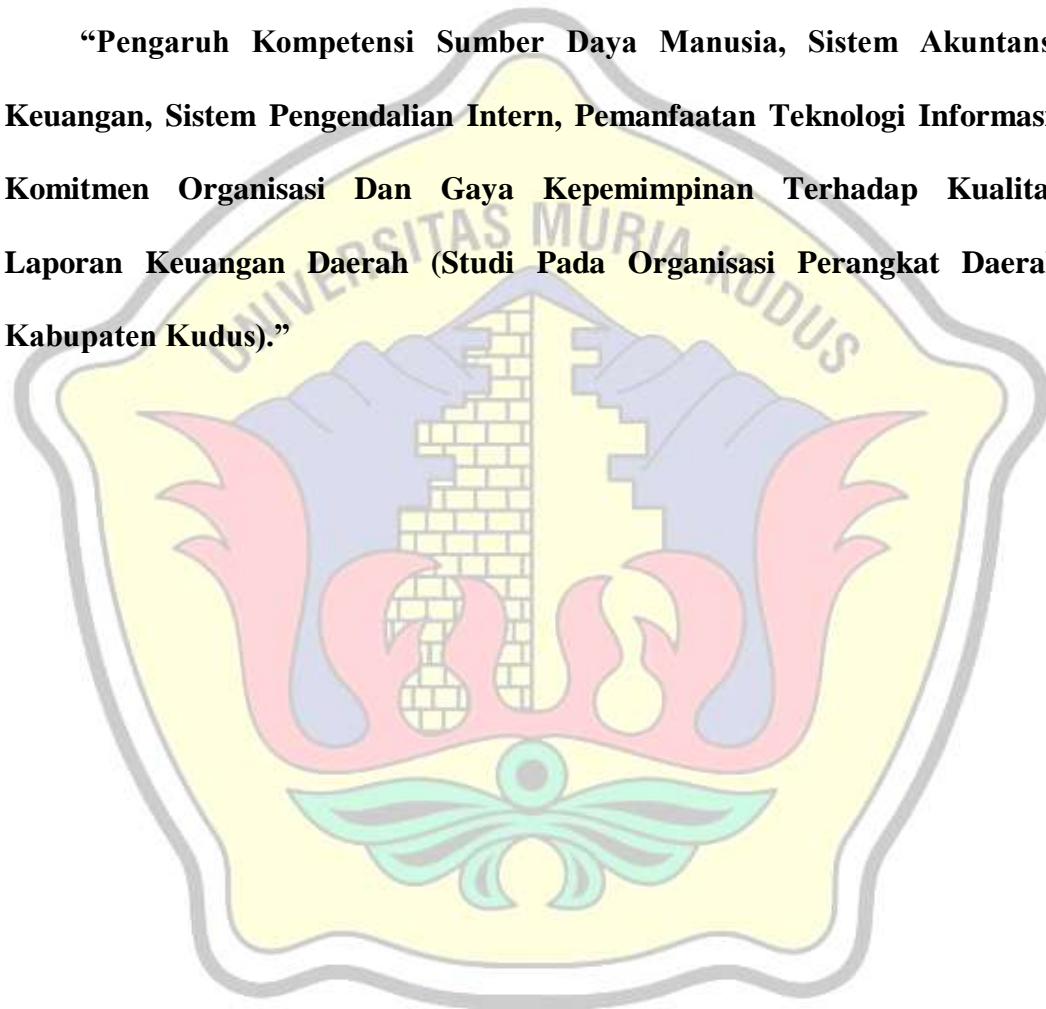 “Pengaruh Kompetensi Sumber Daya Manusia, Sistem Akuntans
Keuangan, Sistem Pengendalian Intern, Pemanfaatan Teknologi Informasi
Komitmen Organisasi Dan Gaya Kepemimpinan Terhadap Kualita
Laporan Keuangan Daerah (Studi Pada Organisasi Perangkat Daera
Kabupaten Kudus).”
UNIVERSITAS MURIA KUDUS